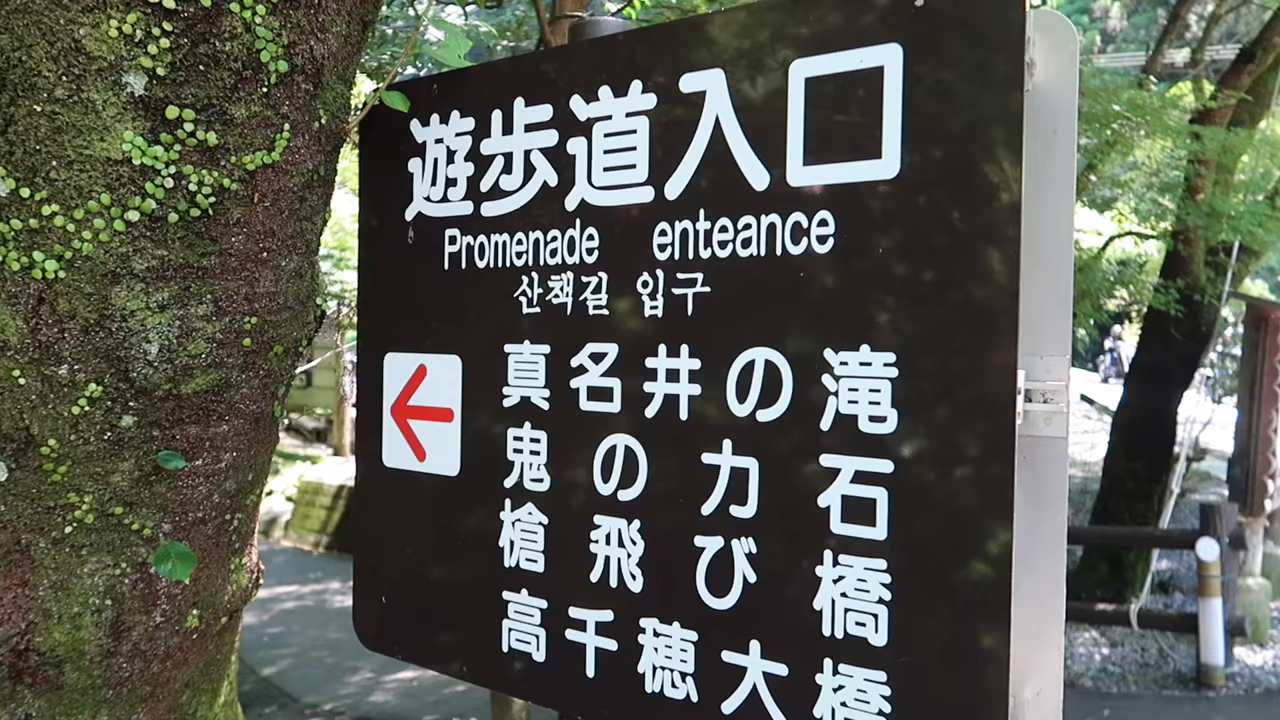 遊歩道入口
Promenade enteance
산책길 입구
真名井の滝
鬼の力石
槍飛び橋
高千穂大橋